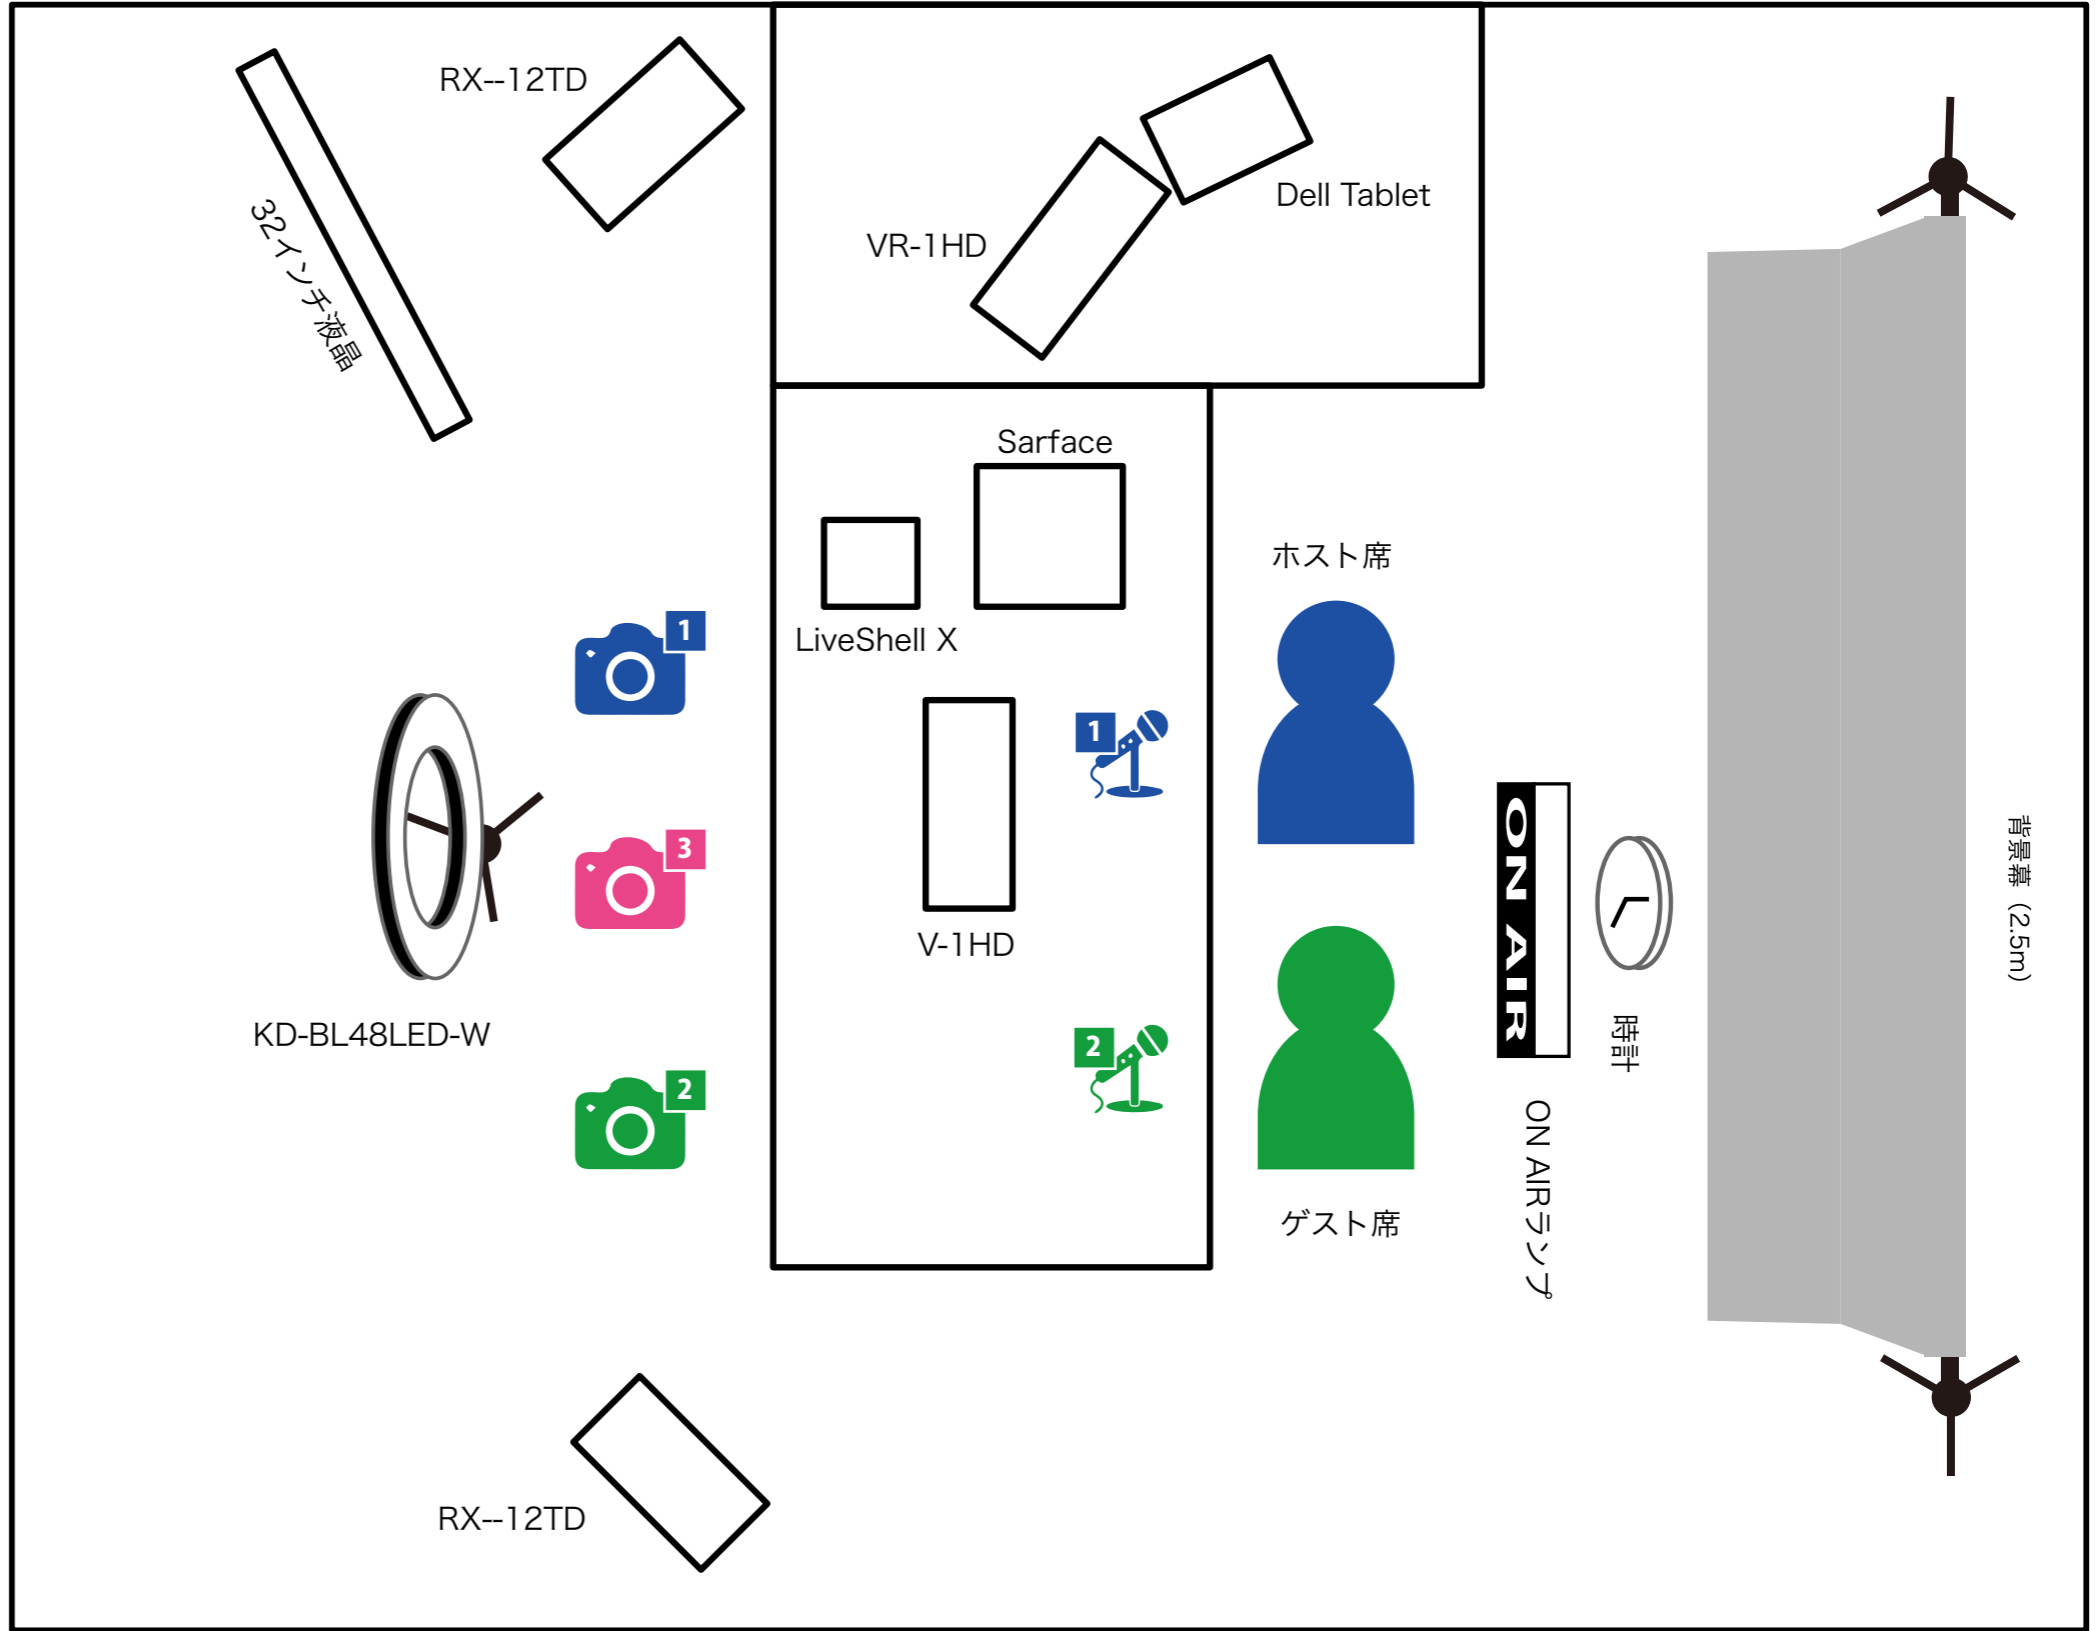 RX--12TD
32インチ液晶
VR-1HD
Dell Tablet
Sarface
LiveShell X
ホスト席
1
1
3
V-1HD
KD-BL48LED-W
2
2
ON AIR
時計
背景幕（2.5m）
ON AIRランプ
ゲスト席
RX--12TD